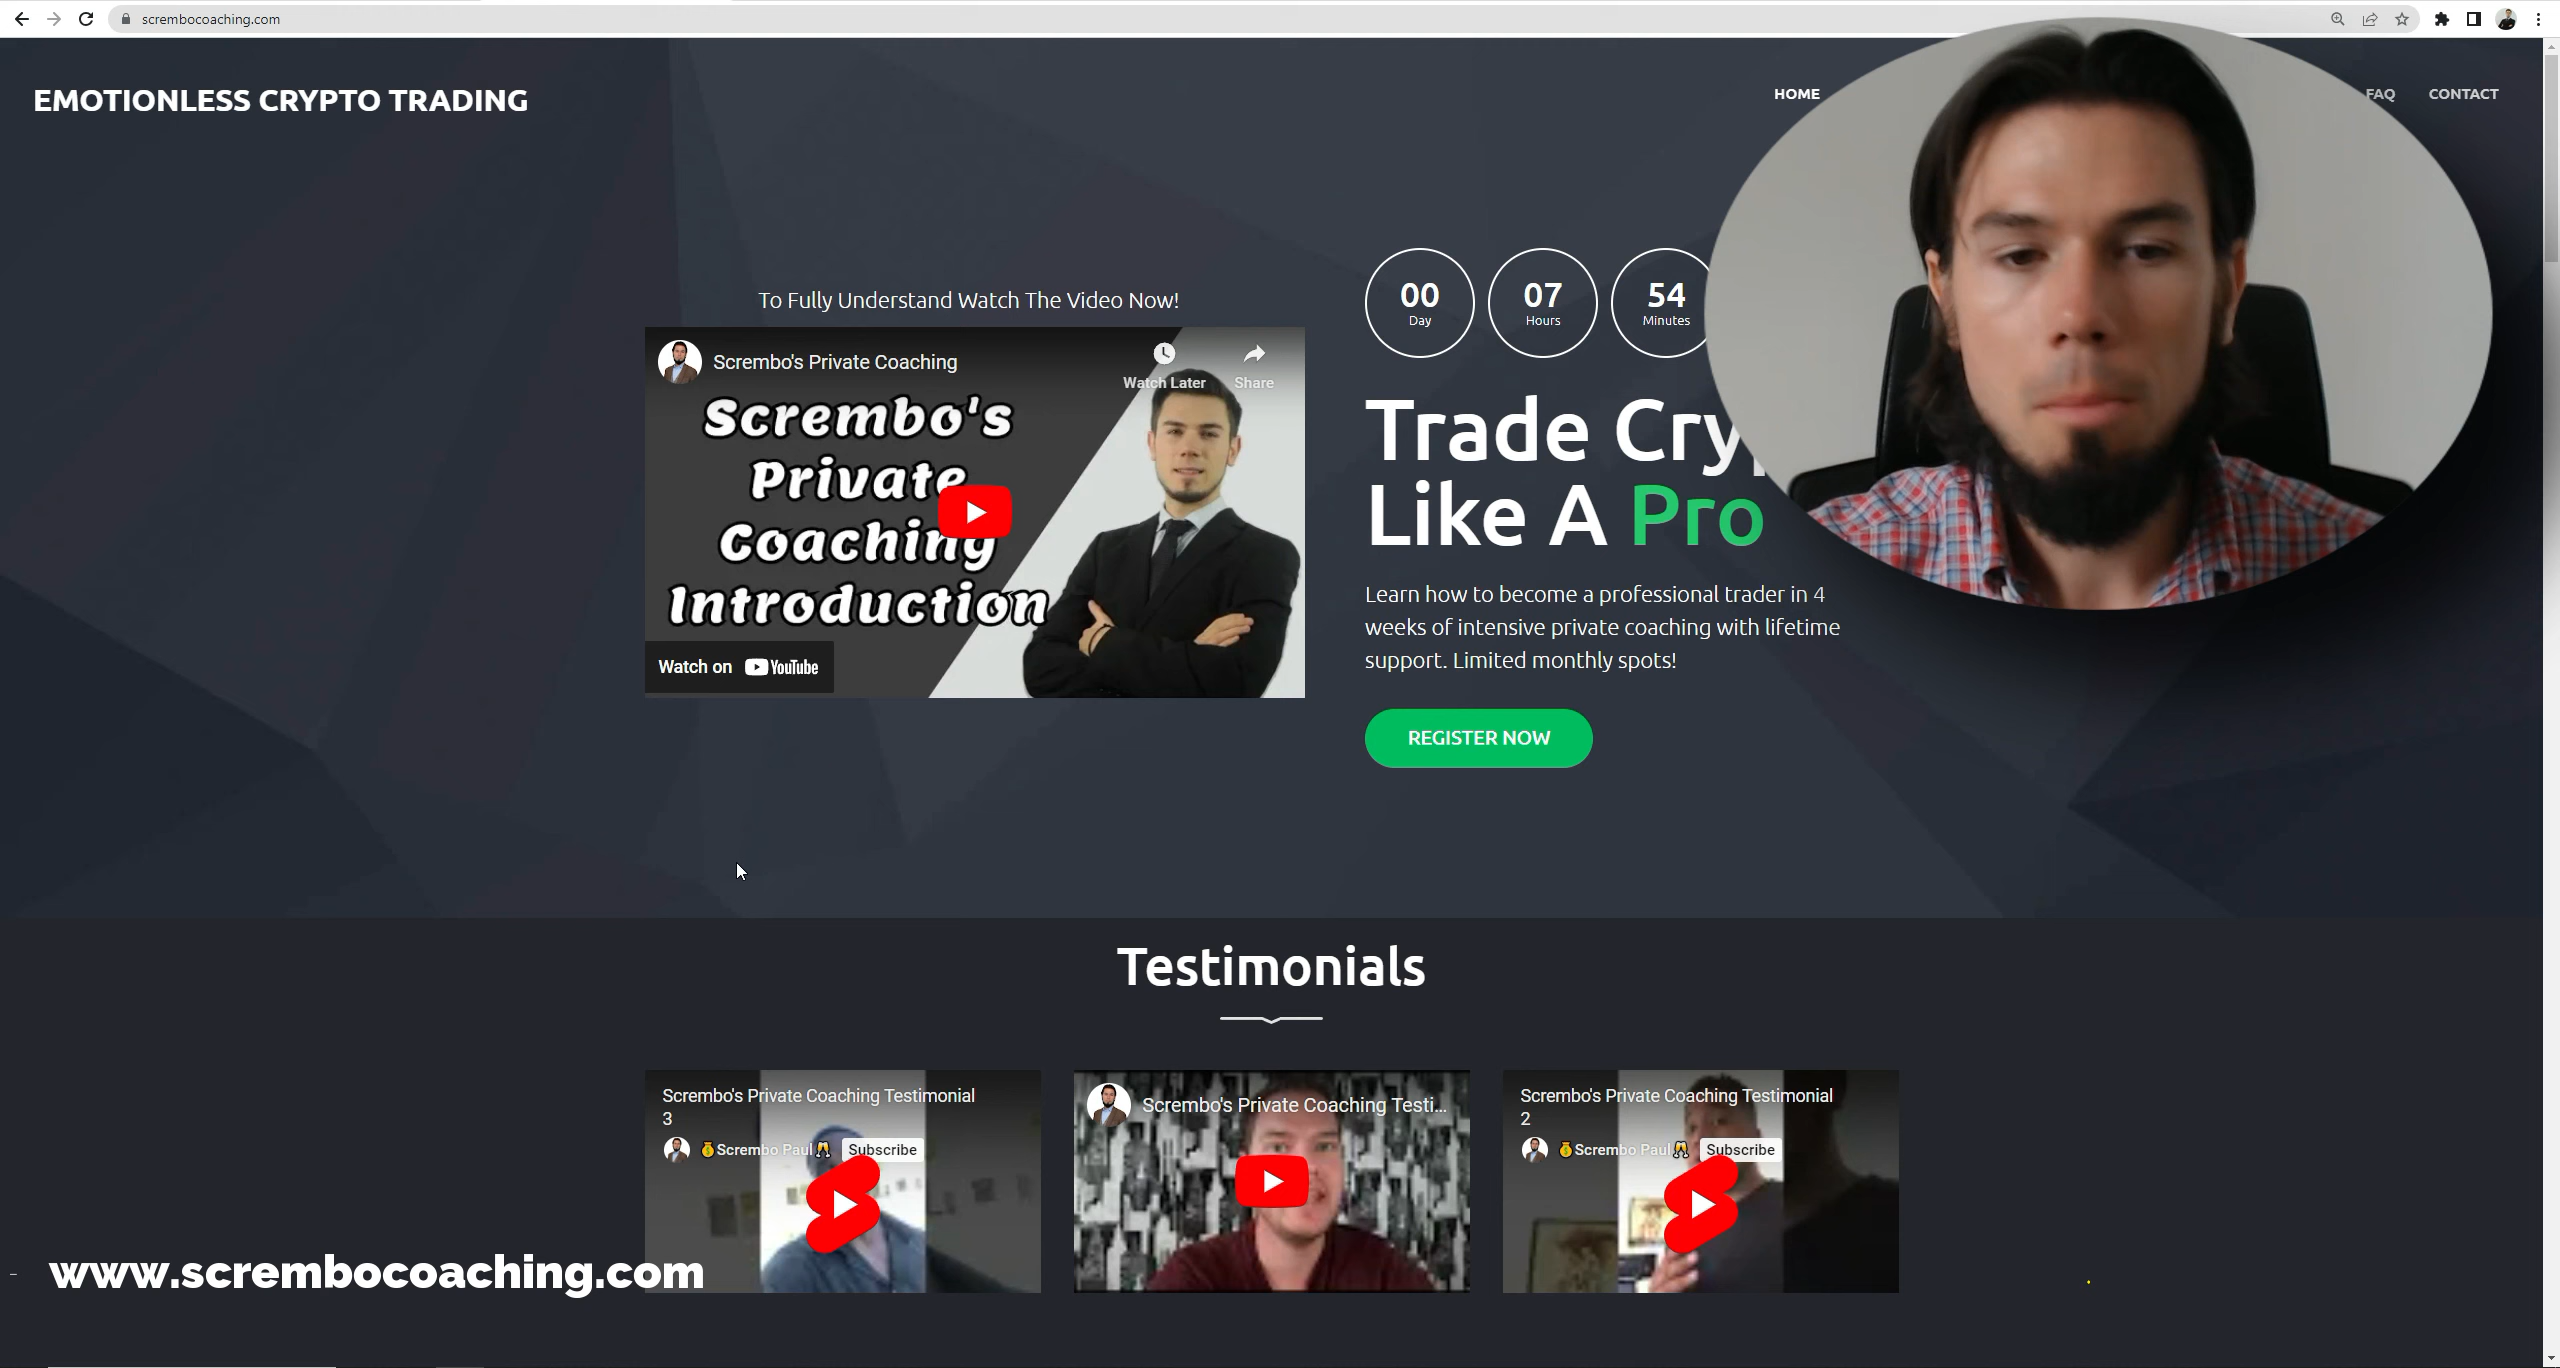 scrembocoaching.com
EMOTIONLESS CRYPTO TRADING
HOME
FAQ
CONTACT
To Fully Understand Watch The Video Now!
Scrembo's Private Coaching
Watch Later
Share
Scrembo's
Private
Coaching
Introduction
Watch on YouTube
00
Day
07
Hours
54
Minutes
Trade Cry
Like A Pro
Learn how to become a professional trader in 4
weeks of intensive private coaching with lifetime
support. Limited monthly spots!
REGISTER NOW
Testimonials
Scrembo's Private Coaching Testimonial
3
💰Scrembo Paul🥂 Subscribe
Scrembo's Private Coaching Testi...
Scrembo's Private Coaching Testimonial
2
💰Scrembo Paul🥂 Subscribe
www.scrembocoaching.com